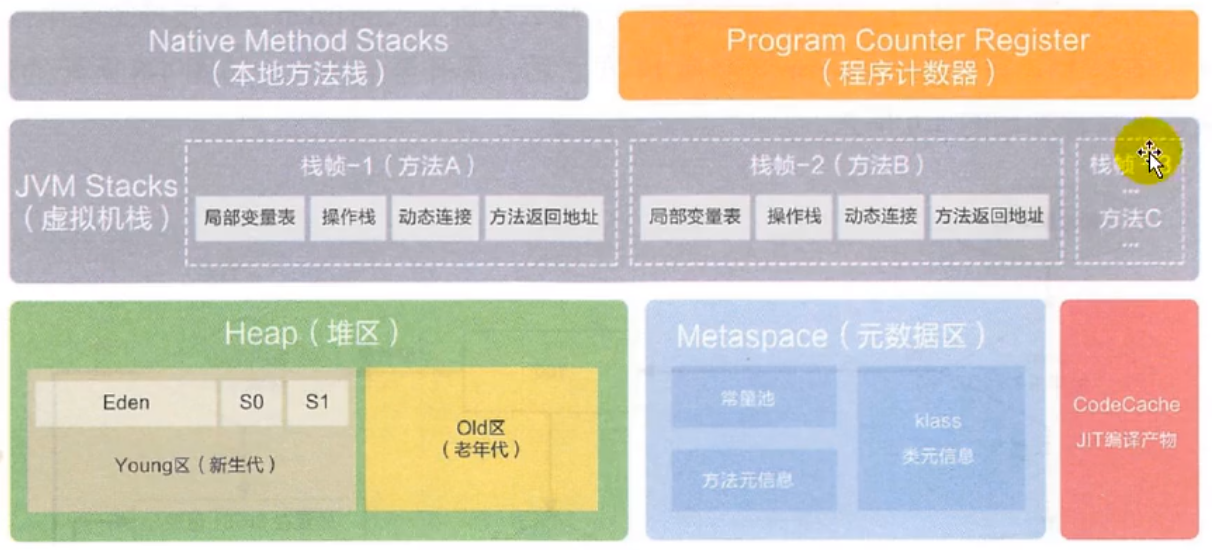 Native Method Stacks
（本地方法栈）
Program Counter Register
（程序计数器）
JVM Stacks
（虚拟机栈）
栈帧-1（方法A）
局部变量表
操作栈
动态连接
方法返回地址
栈帧-2（方法B）
局部变量表
操作栈
动态连接
方法返回地址
栈帧-3
...
方法C
...
Heap（堆区）
Eden
S0
S1
Young区（新生代）
Old区
（老年代）
Metaspace（元数据区）
常量池
方法元信息
klass
类元信息
CodeCache
JIT编译产物